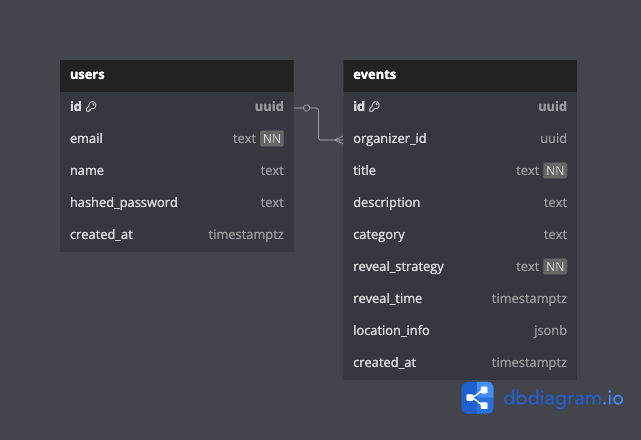 users
id uuid
email text NN
name text
hashed_password text
created_at timestamptz
events
id uuid
organizer_id uuid
title text NN
description text
category text
reveal_strategy text NN
reveal_time timestamptz
location_info jsonb
created_at timestamptz
dbdiagram.io